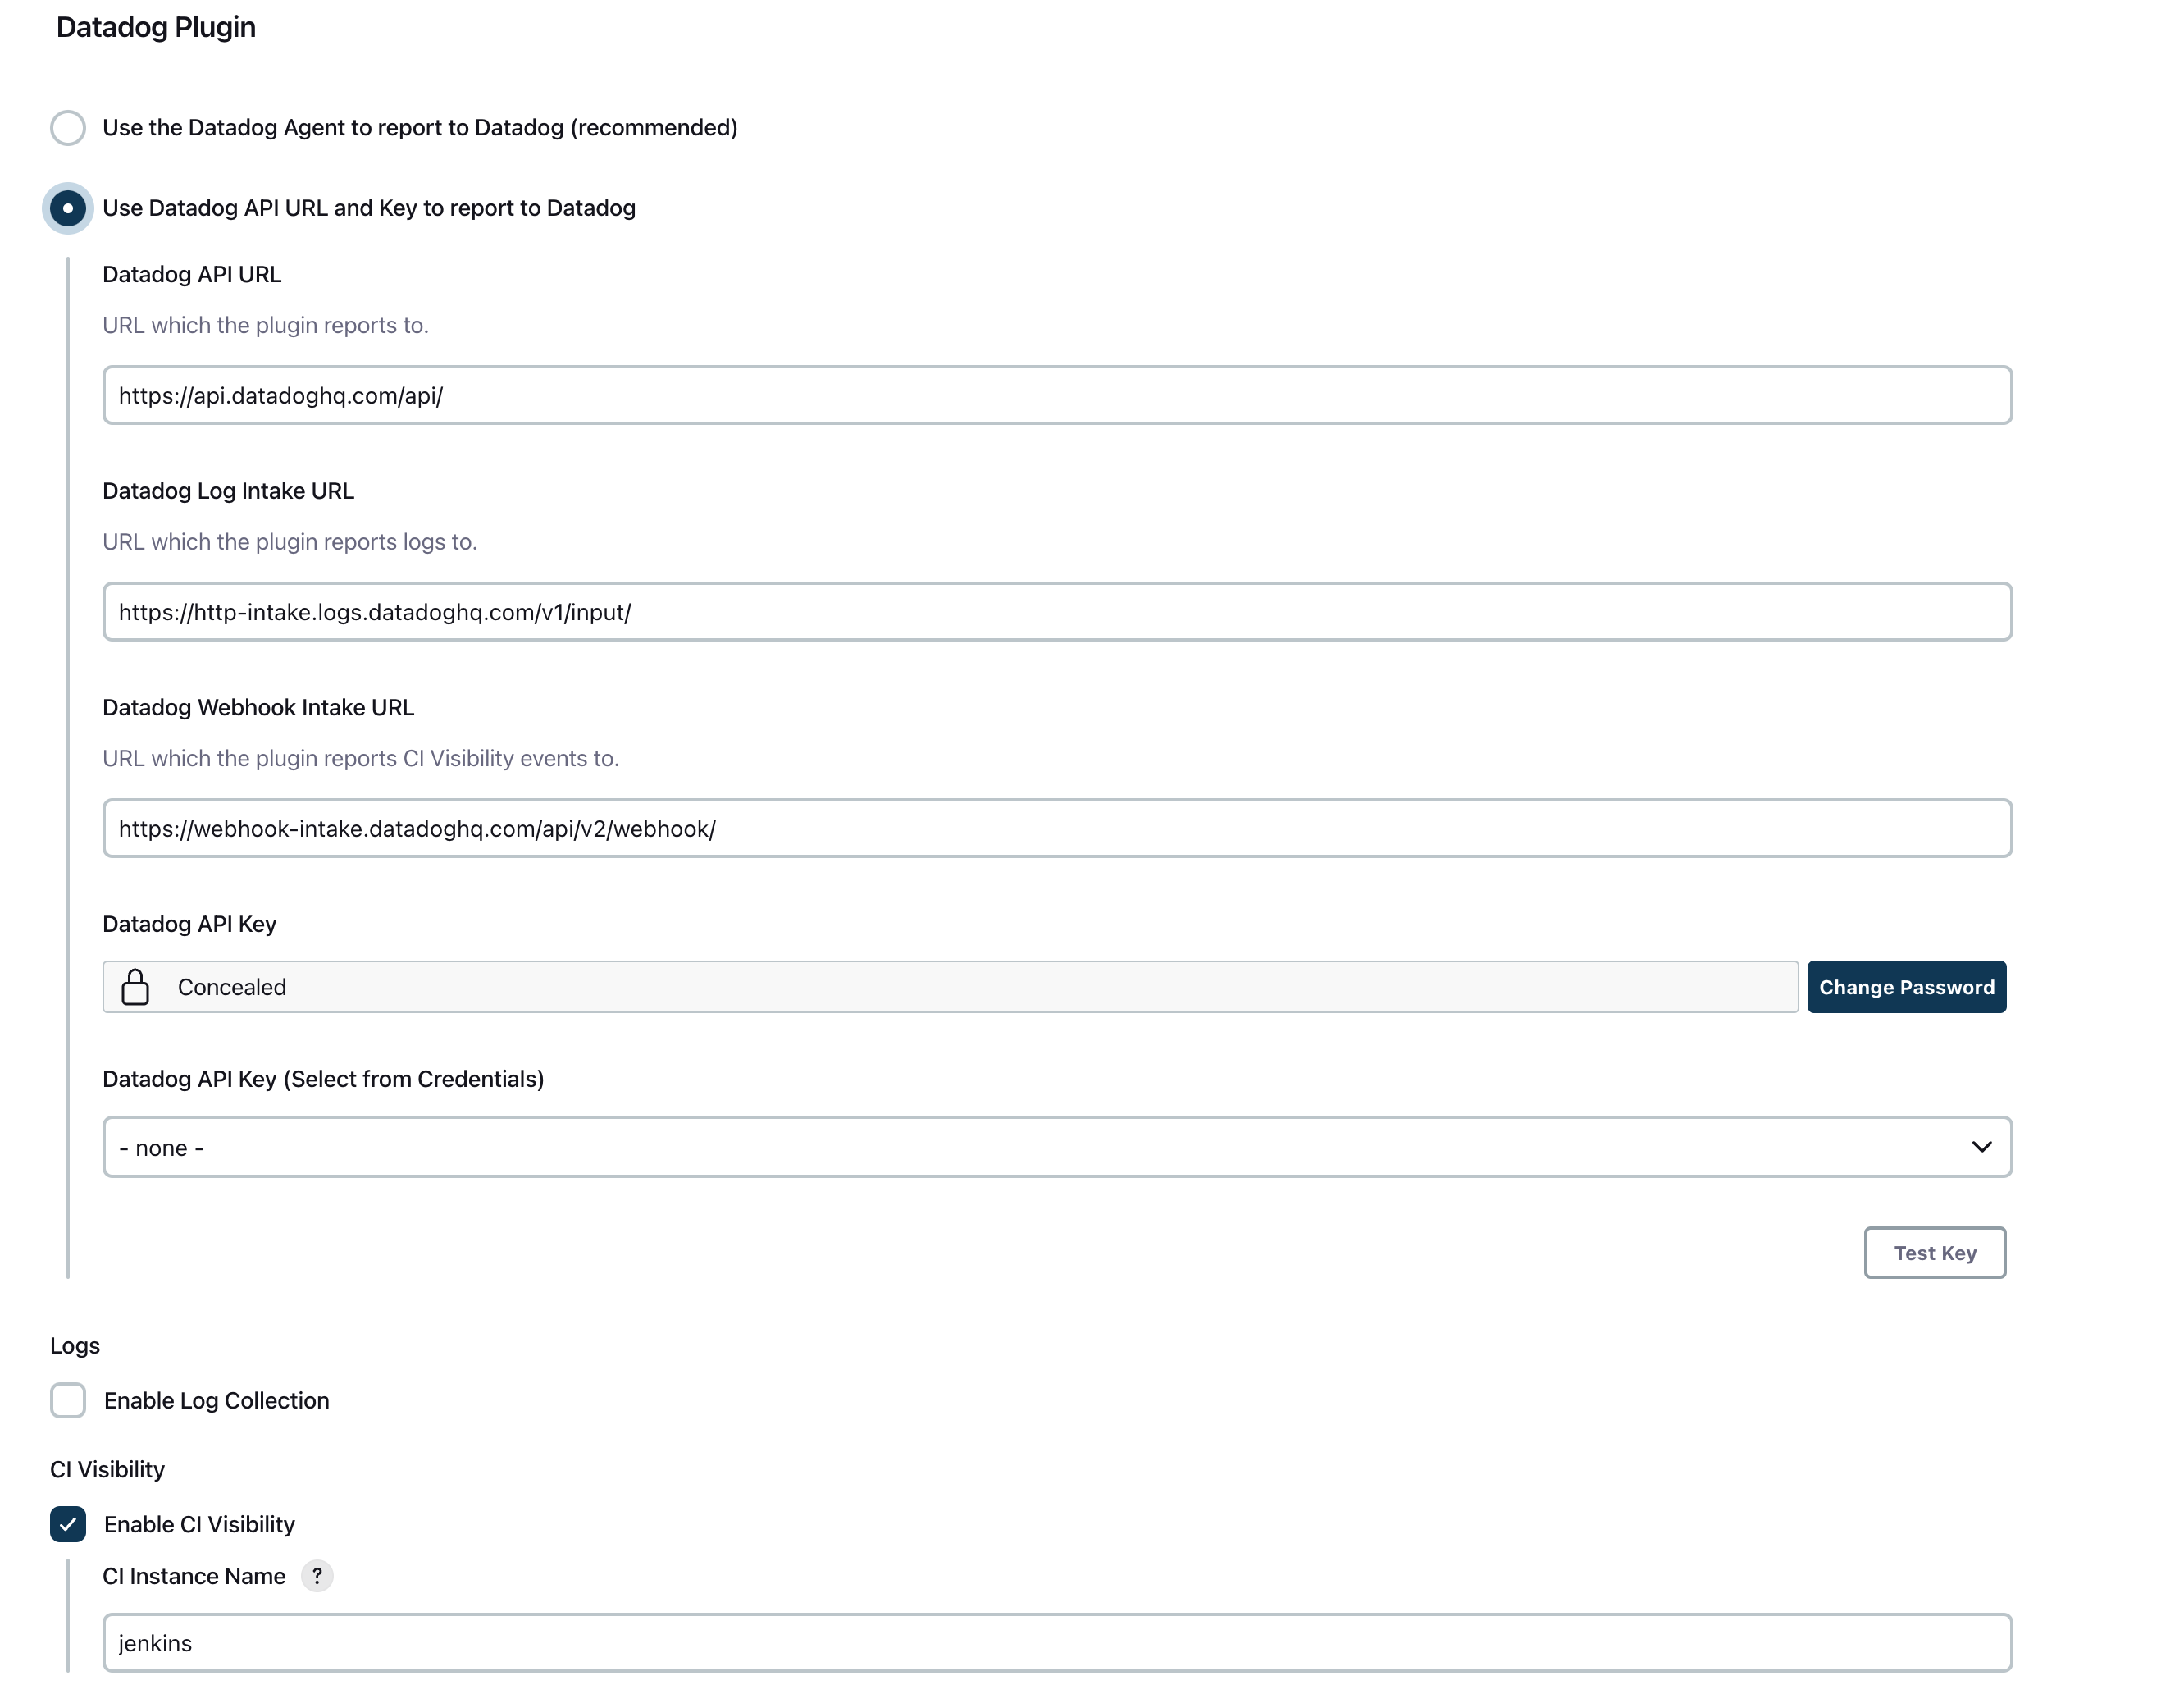 Datadog Plugin
Use the Datadog Agent to report to Datadog (recommended)
Use Datadog API URL and Key to report to Datadog
Datadog API URL
URL which the plugin reports to.
https://api.datadoghq.com/api/
Datadog Log Intake URL
URL which the plugin reports logs to.
https://http-intake.logs.datadoghq.com/v1/input/
Datadog Webhook Intake URL
URL which the plugin reports CI Visibility events to.
https://webhook-intake.datadoghq.com/api/v2/webhook/
Datadog API Key
Concealed
Change Password
Datadog API Key (Select from Credentials)
- none -
Test Key
Logs
Enable Log Collection
CI Visibility
Enable CI Visibility
CI Instance Name ?
jenkins